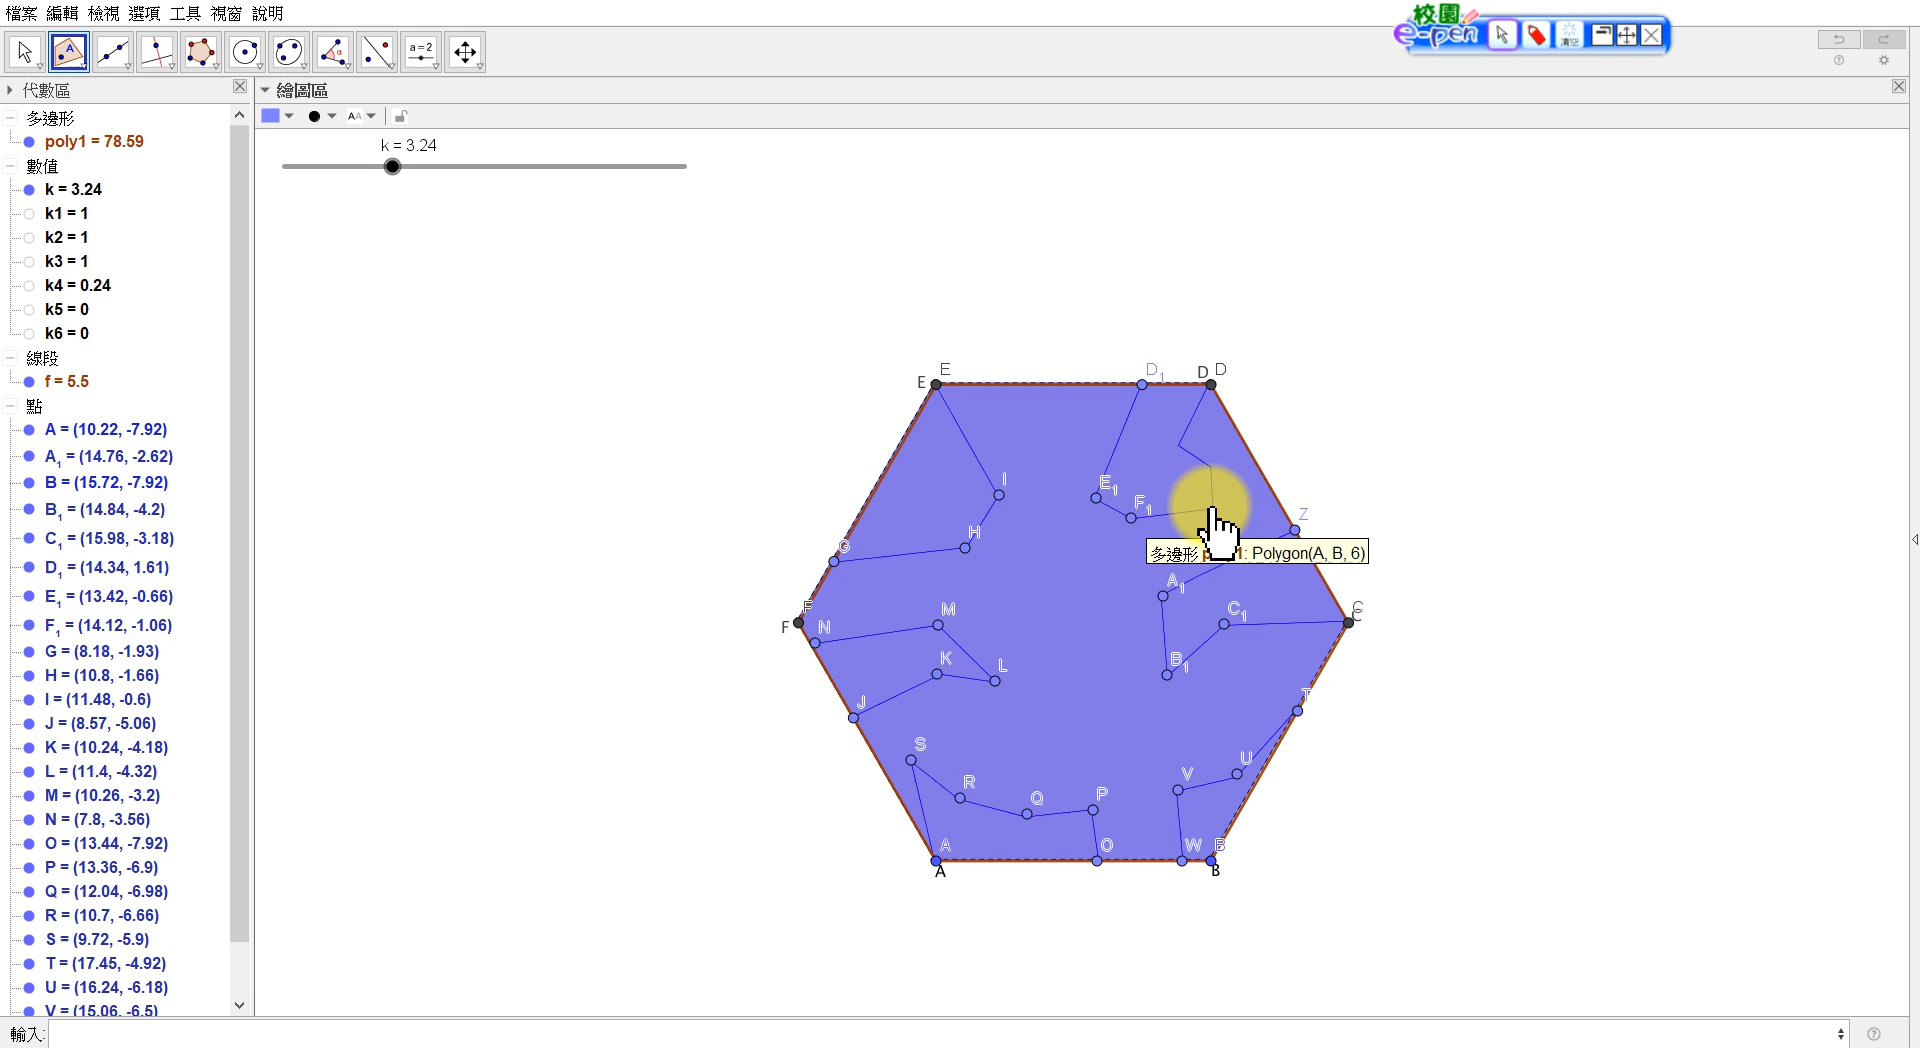 檔案 編輯 檢視 選項 工具 視窗 說明
校園
e-pen
清空
A
a=2
α
代數區
繪圖區
AA
多邊形
poly1 = 78.59
數值
k = 3.24
k1 = 1
k2 = 1
k3 = 1
k4 = 0.24
k5 = 0
k6 = 0
線段
f = 5.5
點
A = (10.22, -7.92)
A₁ = (14.76, -2.62)
B = (15.72, -7.92)
B₁ = (14.84, -4.2)
C₁ = (15.98, -3.18)
D₁ = (14.34, 1.61)
E₁ = (13.42, -0.66)
F₁ = (14.12, -1.06)
G = (8.18, -1.93)
H = (10.8, -1.66)
I = (11.48, -0.6)
J = (8.57, -5.06)
K = (10.24, -4.18)
L = (11.4, -4.32)
M = (10.26, -3.2)
N = (7.8, -3.56)
O = (13.44, -7.92)
P = (13.36, -6.9)
Q = (12.04, -6.98)
R = (10.7, -6.66)
S = (9.72, -5.9)
T = (17.45, -4.92)
U = (16.24, -6.18)
V = (15.06, -6.5)
k = 3.24
E E D₁ D D
I E₁ F₁ Z
H G
多邊形 1: Polygon(A, B, 6)
A₁
F F M C₁ C C
N
K L B₁
J T
S U
R Q P V
A O W B
A B
輸入: